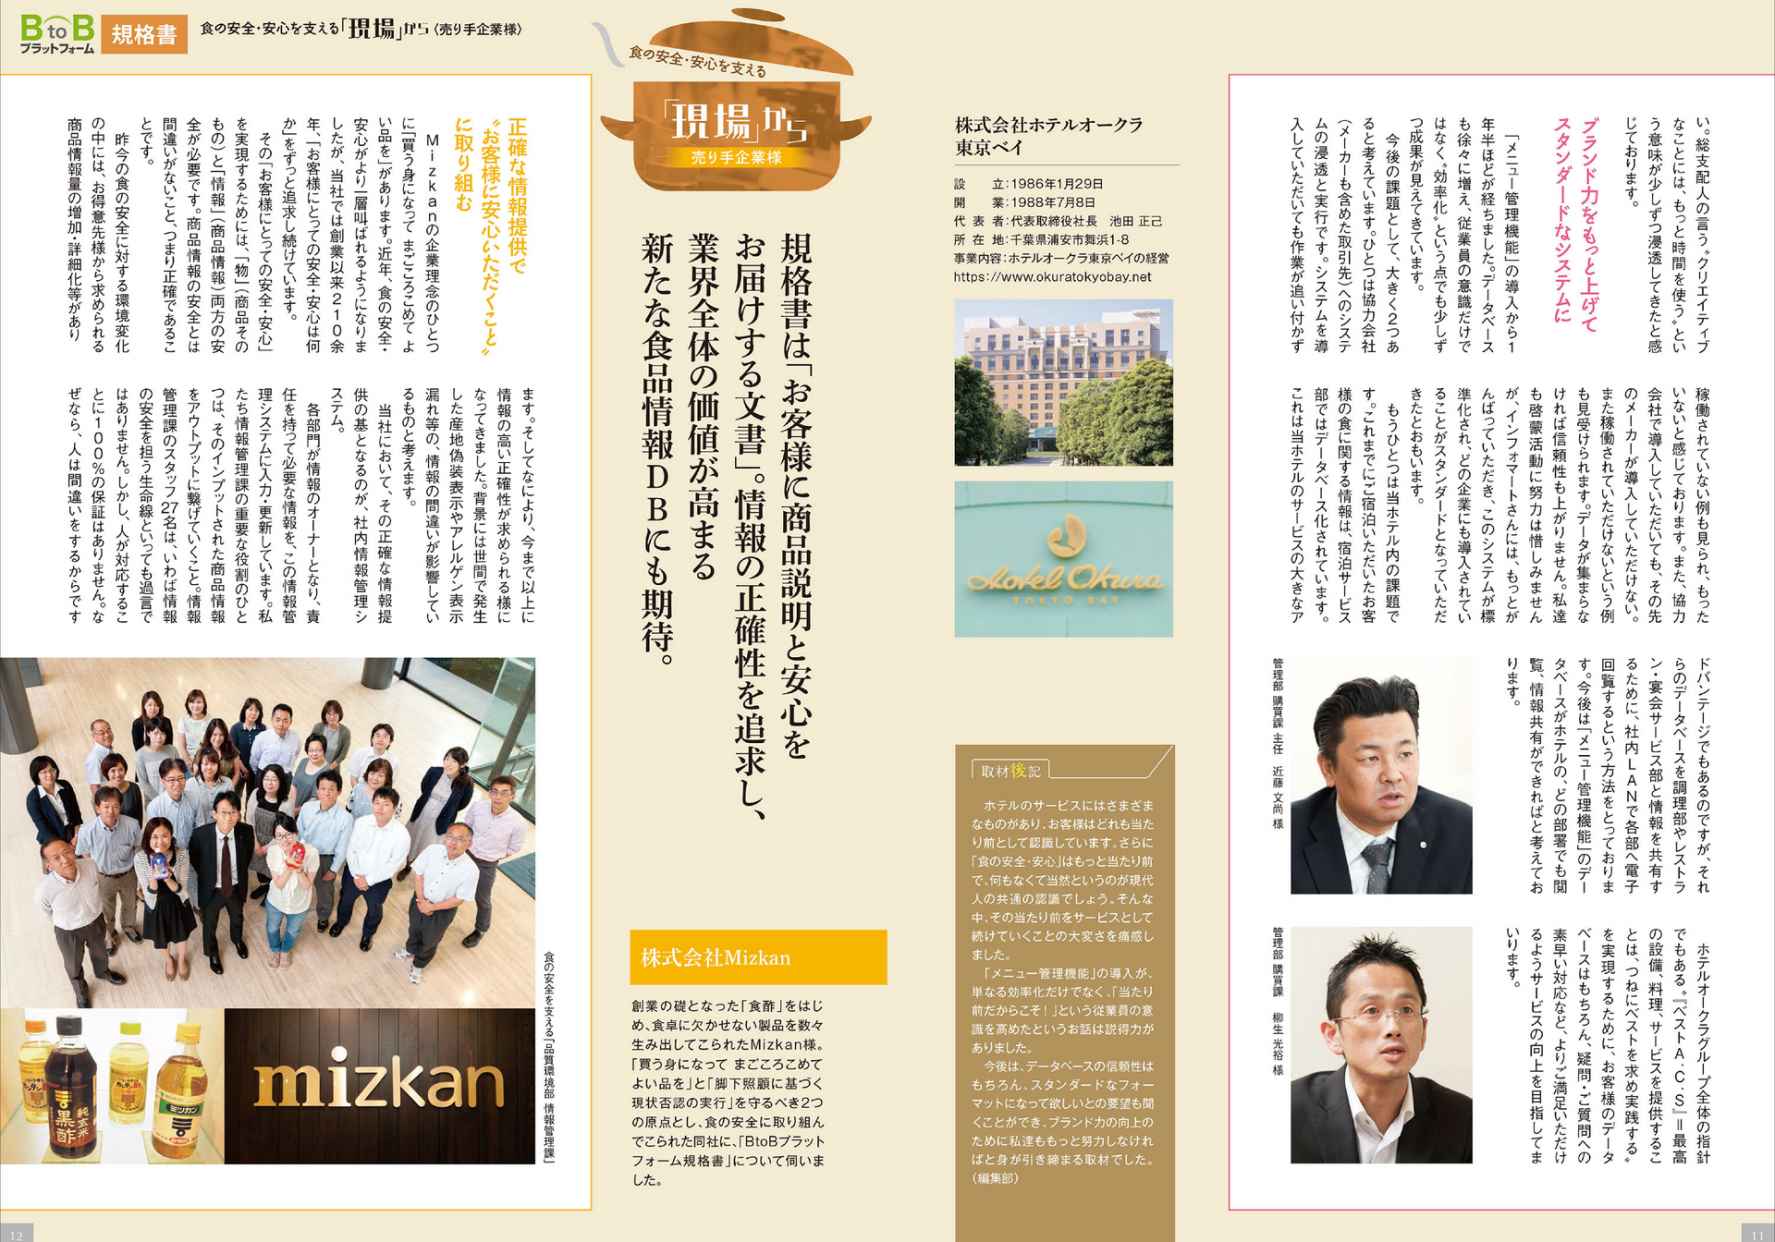 い。総支配人の言う“クリエイティブ
なことには、もっと時間を使う”とい
う意味が少しずつ浸透してきたと感
じております。
ブランド力をもっと上げて
スタンダードなシステムに
「メニュー管理機能」の導入から1
年半ほどが経ちました。データベース
も徐々に増え、従業員の意識だけで
はなく“効率化”という点でも少しず
つ成果が見えてきています。
今後の課題として、大きく2つあ
ると考えています。ひとつは協力会社
（メーカーも含めた取引先）へのシステ
ムの浸透と実行です。システムを導
入していただいても作業が追い付かず
稼働されていない例も見られ、もった
いないと感じております。また、協力
会社で導入していただいても、その先
のメーカーが導入していただけない。
また稼働されていただけないという例
も見受けられます。データが集まらな
ければ信頼性も上がりません。私達
も啓蒙活動に努力は惜しみません
が、インフォマートさんには、もっとが
んばっていただき、このシステムが標
準化され、どの企業にも導入されてい
ることがスタンダードとなっていただ
きたとおもいます。
もうひとつは当ホテル内の課題で
す。これまでにご宿泊いただいたお客
様の食に関する情報は、宿泊サービス
部ではデータベース化されています。
これは当ホテルのサービスの大きなア
ドバンテージでもあるのですが、それ
らのデータベースを調理部やレストラ
ン・宴会サービス部と情報を共有す
るために、社内LANで各部へ電子
回覧するという方法をとっておりま
す。今後は「メニュー管理機能」のデー
タベースがホテルの、どの部署でも閲
覧、情報共有ができればと考えてお
ります。
管理部 購買課 主任 近藤 文尚 様
ホテルオークラグループ全体の指針
でもある。『ベストA.C.S』＝最高
の設備、料理、サービスを提供するこ
とは、つねにベストを求め実践する。
を実現するために、お客様のデータ
ベースはもちろん、疑問・ご質問への
素早い対応など、よりご満足いただけ
るようサービスの向上を目指してま
いります。
管理部 購買課 柳生 光裕 様
11
株式会社ホテルオークラ
東京ベイ
設 立：1986年1月29日
開 業：1988年7月8日
代 表 者：代表取締役社長 池田 正己
所 在 地：千葉県浦安市舞浜1-8
事業内容：ホテルオークラ東京ベイの経営
https://www.okuratokyobay.net
Hotel Okura
TOKYO BAY
取材後記
ホテルのサービスにはさまざま
なものがあり、お客様はどれも当た
り前として認識しています。さらに
「食の安全・安心」はもっと当たり前
で、何もなくて当然というのが現代
人の共通の認識でしょう。そんな
中、その当たり前をサービスとして
続けていくことの大変さを痛感し
ました。
「メニュー管理機能」の導入が、
単なる効率化だけでなく、「当たり
前だからこそ！」という従業員の意
識を高めたというお話は説得力が
ありました。
今後は、データベースの信頼性は
もちろん、スタンダードなフォー
マットになって欲しいとの要望も聞
くことができ、ブランド力の向上の
ために私達ももっと努力しなけれ
ばと身が引き締まる取材でした。
（編集部）
BtoB
プラットフォーム
規格書
食の安全・安心を支える「現場」から〈売り手企業様〉
食の安全・安心を支える
「現場」から
売り手企業様
規格書は「お客様に商品説明と安心を
お届けする文書」。情報の正確性を追求し、
業界全体の価値が高まる
新たな食品情報DBにも期待。
株式会社Mizkan
創業の礎となった「食酢」をはじ
め、食卓に欠かせない製品を数々
生み出してこられたMizkan様。
「買う身になって まごころこめて
よい品を」と「脚下照顧に基づく
現状否認の実行」を守るべき2つ
の原点とし、食の安全に取り組ん
でこられた同社に、「BtoBプラット
フォーム規格書」について伺いま
した。
正確な情報提供で
“お客様に安心いただくこと”
に取り組む
Mizkanの企業理念のひとつ
に「買う身になって まごころこめて よ
い品を」があります。近年、食の安全・
安心がより一層叫ばれるようになりま
したが、当社では創業以来210余
年、「お客様にとっての安全・安心は何
か」をずっと追求し続けています。
その「お客様にとっての安全・安心」
を実現するためには、「物」（商品その
もの）と「情報」（商品情報）両方の安
全が必要です。商品情報の安全とは
間違いがないこと、つまり正確であるこ
とです。
昨今の食の安全に対する環境変化
の中には、お得意先様から求められる
商品情報量の増加・詳細化等があり
ます。そしてなにより、今まで以上に
情報の高い正確性が求められる様に
なってきました。背景には世間で発生
した産地偽装表示やアレルゲン表示
漏れ等の、情報の間違いが影響してい
るものと考えます。
当社において、その正確な情報提
供の基となるのが、社内情報管理シ
ステム。
各部門が情報のオーナーとなり、責
任を持って必要な情報を、この情報管
理システムに入力・更新しています。私
たち情報管理課の重要な役割のひと
つは、そのインプットされた商品情報
をアウトプットに繋げていくこと。情報
管理課のスタッフ27名は、いわば情報
の安全を担う生命線といっても過言で
はありません。しかし、人が対応するこ
とに100％の保証はありません。な
ぜなら、人は間違いをするからです
食の安全を支える「品質環境部 情報管理課」
純玄米
黒酢
ミツカン
mizkan
12